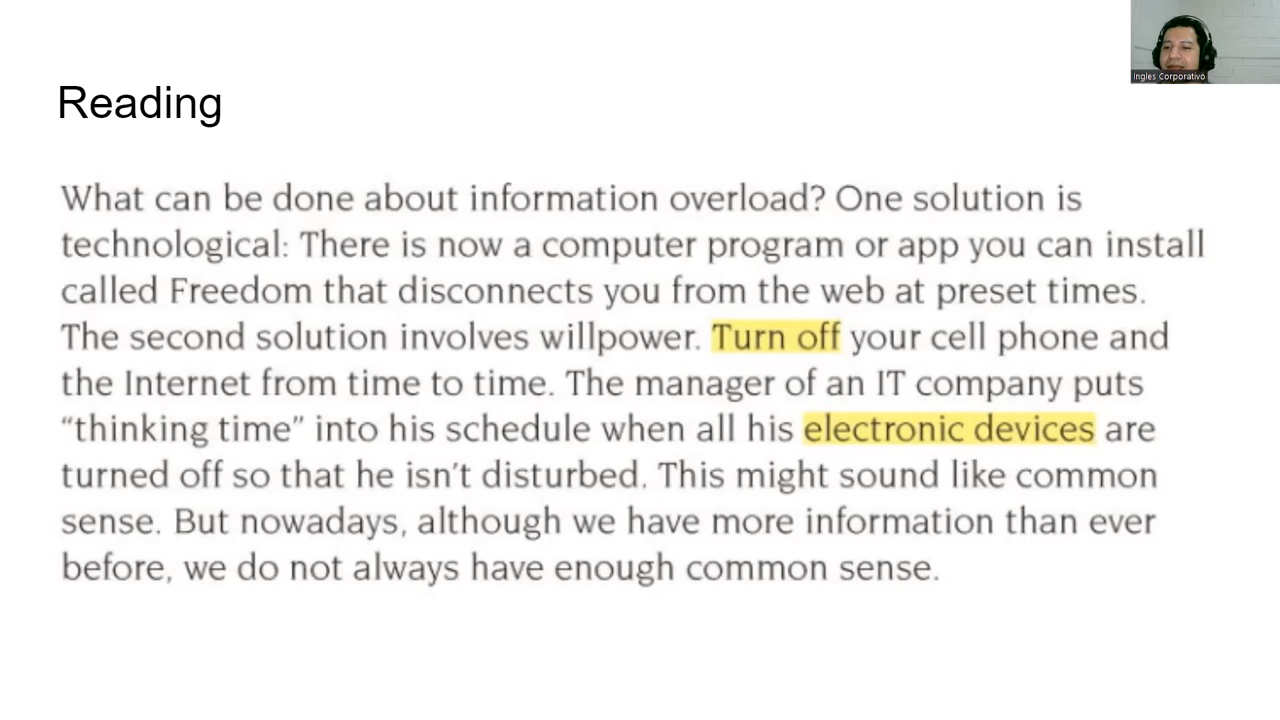 Ingles Corporativo
Reading
What can be done about information overload? One solution is
technological: There is now a computer program or app you can install
called Freedom that disconnects you from the web at preset times.
The second solution involves willpower. Turn off your cell phone and
the Internet from time to time. The manager of an IT company puts
“thinking time” into his schedule when all his electronic devices are
turned off so that he isn’t disturbed. This might sound like common
sense. But nowadays, although we have more information than ever
before, we do not always have enough common sense.